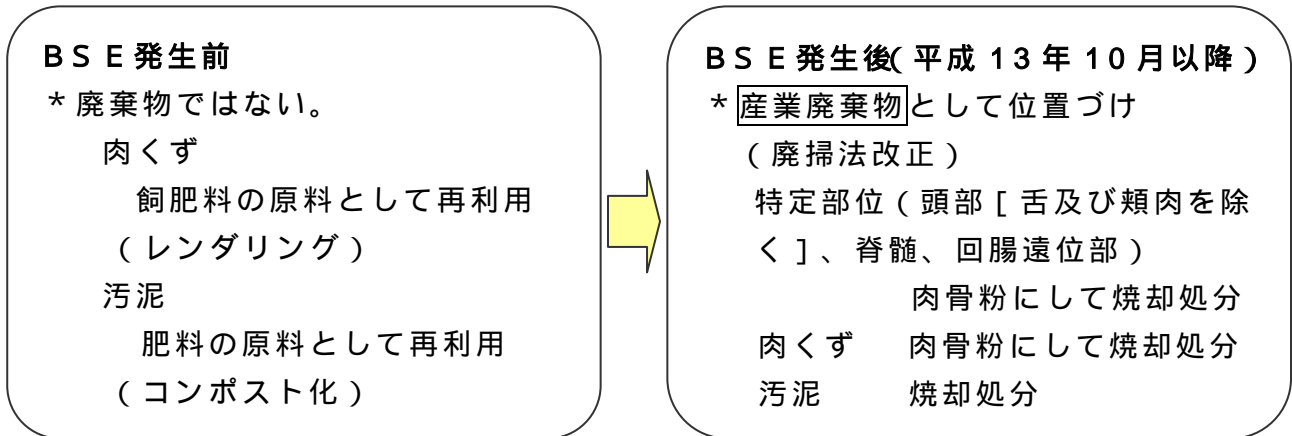 ＢＳＥ発生前
＊廃棄物ではない。
肉くず
飼肥料の原料として再利用
（レンダリング）
汚泥
肥料の原料として再利用
（コンポスト化）
ＢＳＥ発生後（平成１３年１０月以降）
＊産業廃棄物として位置づけ
（廃掃法改正）
特定部位（頭部［舌及び頬肉を除
く］、脊髄、回腸遠位部）
肉骨粉にして焼却処分
肉くず　肉骨粉にして焼却処分
汚泥　焼却処分